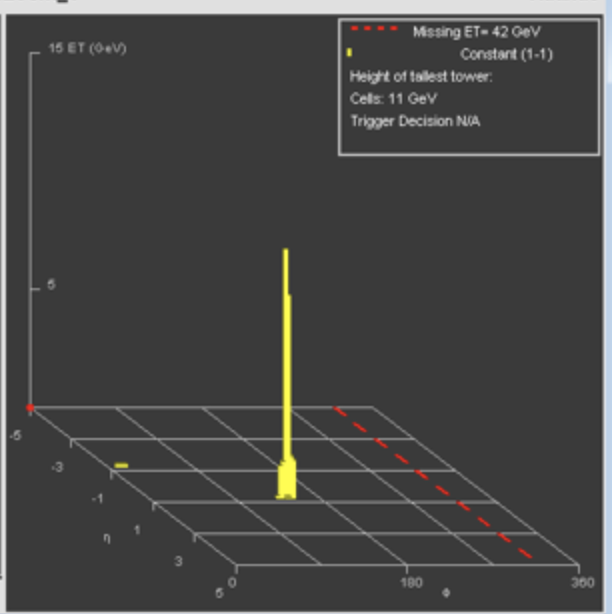 15 ET (GeV)
Missing ET= 42 GeV
Constant (1-1)
Height of tallest tower:
Cells: 11 GeV
Trigger Decision N/A
5
-5
-3
-1
η
1
3
5
0
180
360
Φ